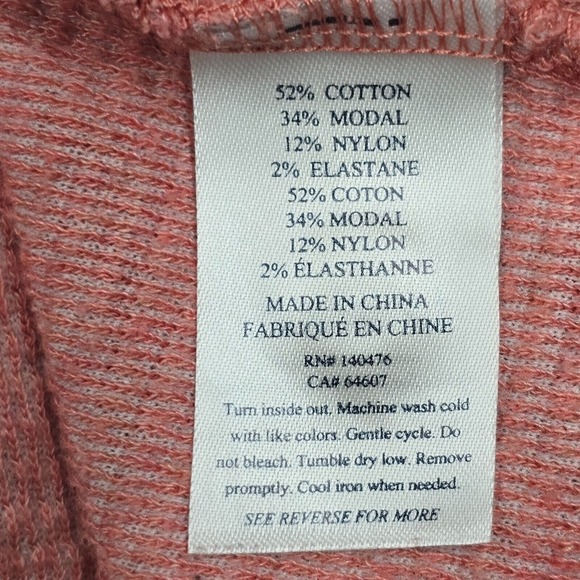 52% COTTON
34% MODAL
12% NYLON
2% ELASTANE
52% COTON
34% MODAL
12% NYLON
2% ÉLASTHANNE
MADE IN CHINA
FABRIQUÉ EN CHINE
RN# 140476
CA# 64607
Turn inside out. Machine wash cold
with like colors. Gentle cycle. Do
not bleach. Tumble dry low. Remove
promptly. Cool iron when needed.
SEE REVERSE FOR MORE